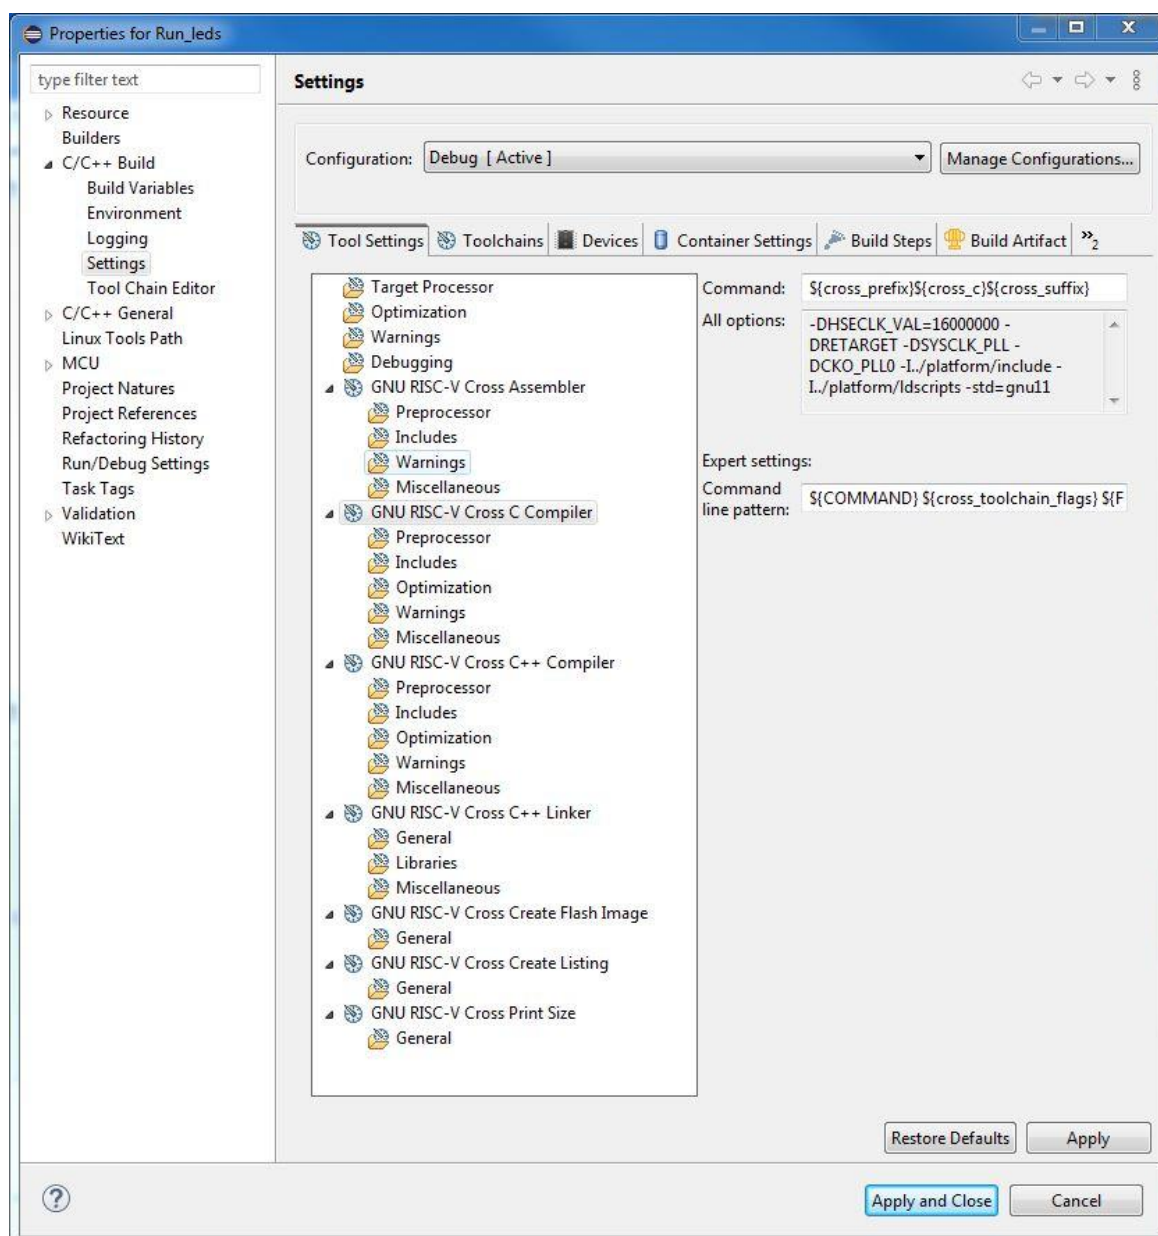 Properties for Run_leds
type filter text
Resource
Builders
C/C++ Build
Build Variables
Environment
Logging
Settings
Tool Chain Editor
C/C++ General
Linux Tools Path
MCU
Project Natures
Project References
Refactoring History
Run/Debug Settings
Task Tags
Validation
WikiText
Settings
Configuration: Debug [ Active ] Manage Configurations...
Tool Settings Toolchains Devices Container Settings Build Steps Build Artifact »2
Target Processor
Optimization
Warnings
Debugging
GNU RISC-V Cross Assembler
Preprocessor
Includes
Warnings
Miscellaneous
GNU RISC-V Cross C Compiler
Preprocessor
Includes
Optimization
Warnings
Miscellaneous
GNU RISC-V Cross C++ Compiler
Preprocessor
Includes
Optimization
Warnings
Miscellaneous
GNU RISC-V Cross C++ Linker
General
Libraries
Miscellaneous
GNU RISC-V Cross Create Flash Image
General
GNU RISC-V Cross Create Listing
General
GNU RISC-V Cross Print Size
General
Command: ${cross_prefix}${cross_c}${cross_suffix}
All options: -DHSECLK_VAL=16000000 -
DRETARGET -DSYSCLK_PLL -
DCKO_PLL0 -I../platform/include -
I../platform/ldscripts -std=gnu11
Expert settings:
Command
line pattern: ${COMMAND} ${cross_toolchain_flags} ${F
Restore Defaults Apply
? Apply and Close Cancel